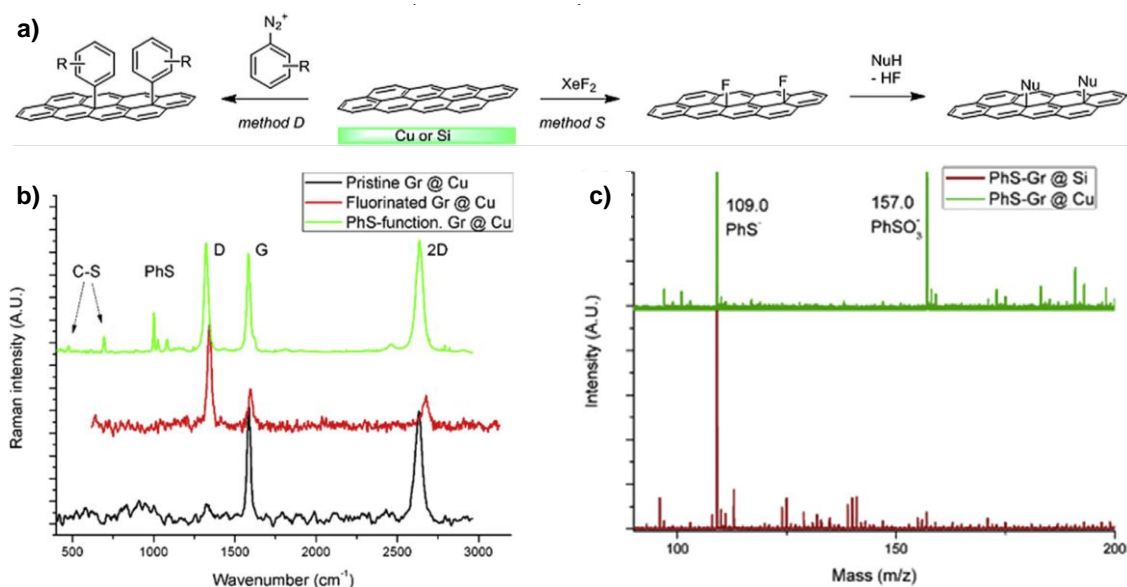 a)
N2+
R
R
R
method D
Cu or Si
XeF2
method S
F
F
NuH
- HF
Nu
Nu
b)
Pristine Gr @ Cu
Fluorinated Gr @ Cu
PhS-function. Gr @ Cu
D
G
2D
C-S
PhS
Raman intensity (A.U.)
500
1000
1500
2000
2500
3000
Wavenumber (cm-1)
c)
PhS-Gr @ Si
PhS-Gr @ Cu
109.0
PhS-
157.0
PhSO3-
Intensity (A.U.)
100
150
200
Mass (m/z)